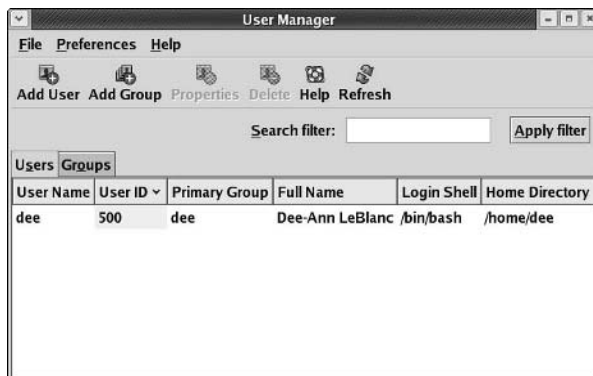 User Manager
File Preferences Help
Add User Add Group Properties Delete Help Refresh
Search filter: Apply filter
Users Groups
User Name User ID Primary Group Full Name Login Shell Home Directory
dee 500 dee Dee-Ann LeBlanc /bin/bash /home/dee